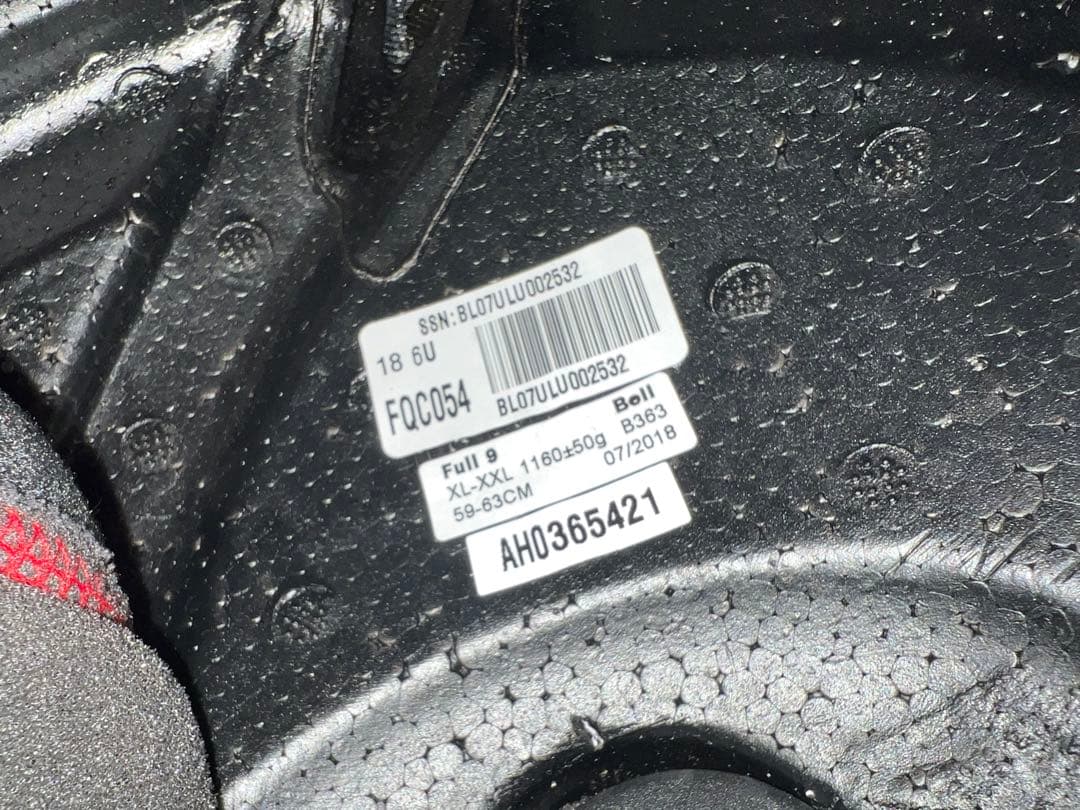 SSN:BL07ULU002532
18 6U
FQC054
BL07ULU002532
Bell
Full 9
B363
XL-XXL 1160±50g
07/2018
59-63CM
AH0365421